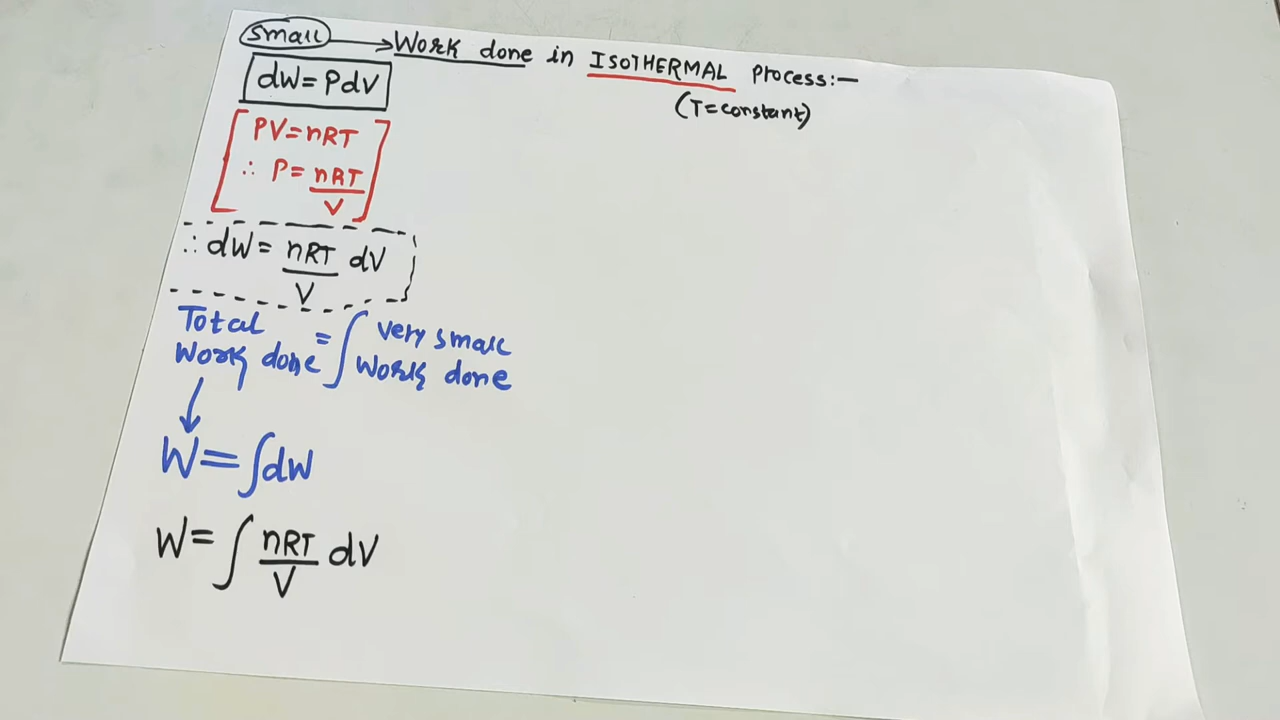 small → Work done in ISOTHERMAL Process:—
(T=constant)
dW = PdV
PV=nRT
∴ P= nRT/V
∴ dW= nRT/V dV
Total work done = ∫ very small work done
W= ∫dW
W= ∫ nRT/V dV